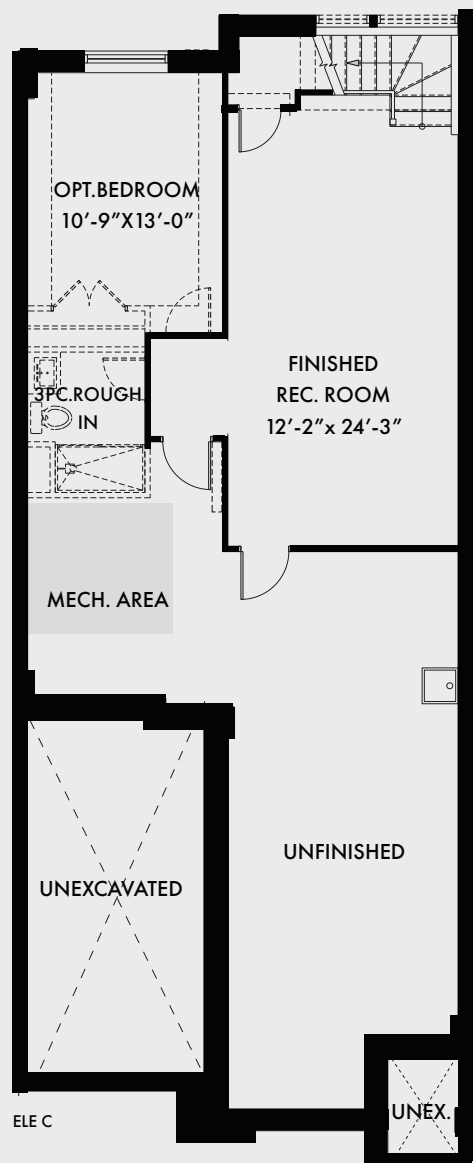 OPT.BEDROOM
10'-9"X13'-0"
FINISHED
REC. ROOM
12'-2"x 24'-3"
3PC.ROUGH
IN
MECH. AREA
UNFINISHED
UNEXCAVATED
UNEX.
ELE C